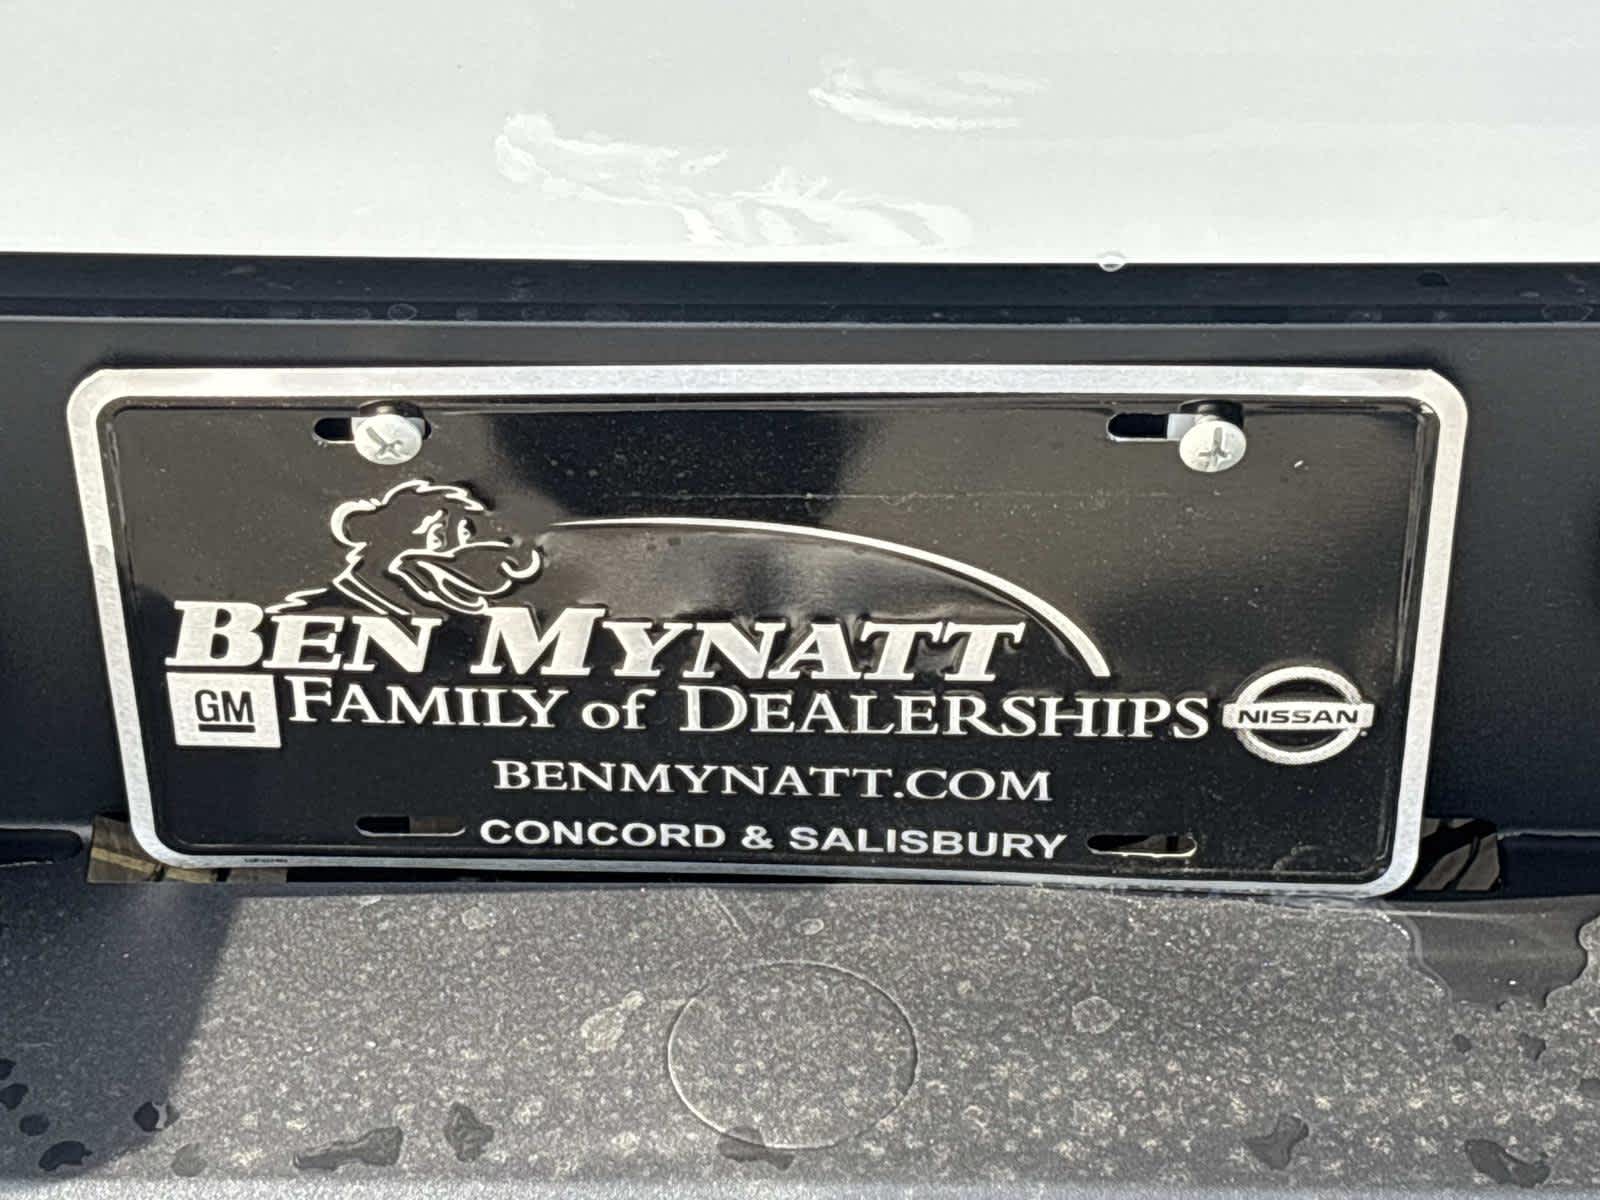 BEN MYNATT
GM FAMILY of DEALERSHIPS NISSAN
BENMYNATT.COM
CONCORD & SALISBURY